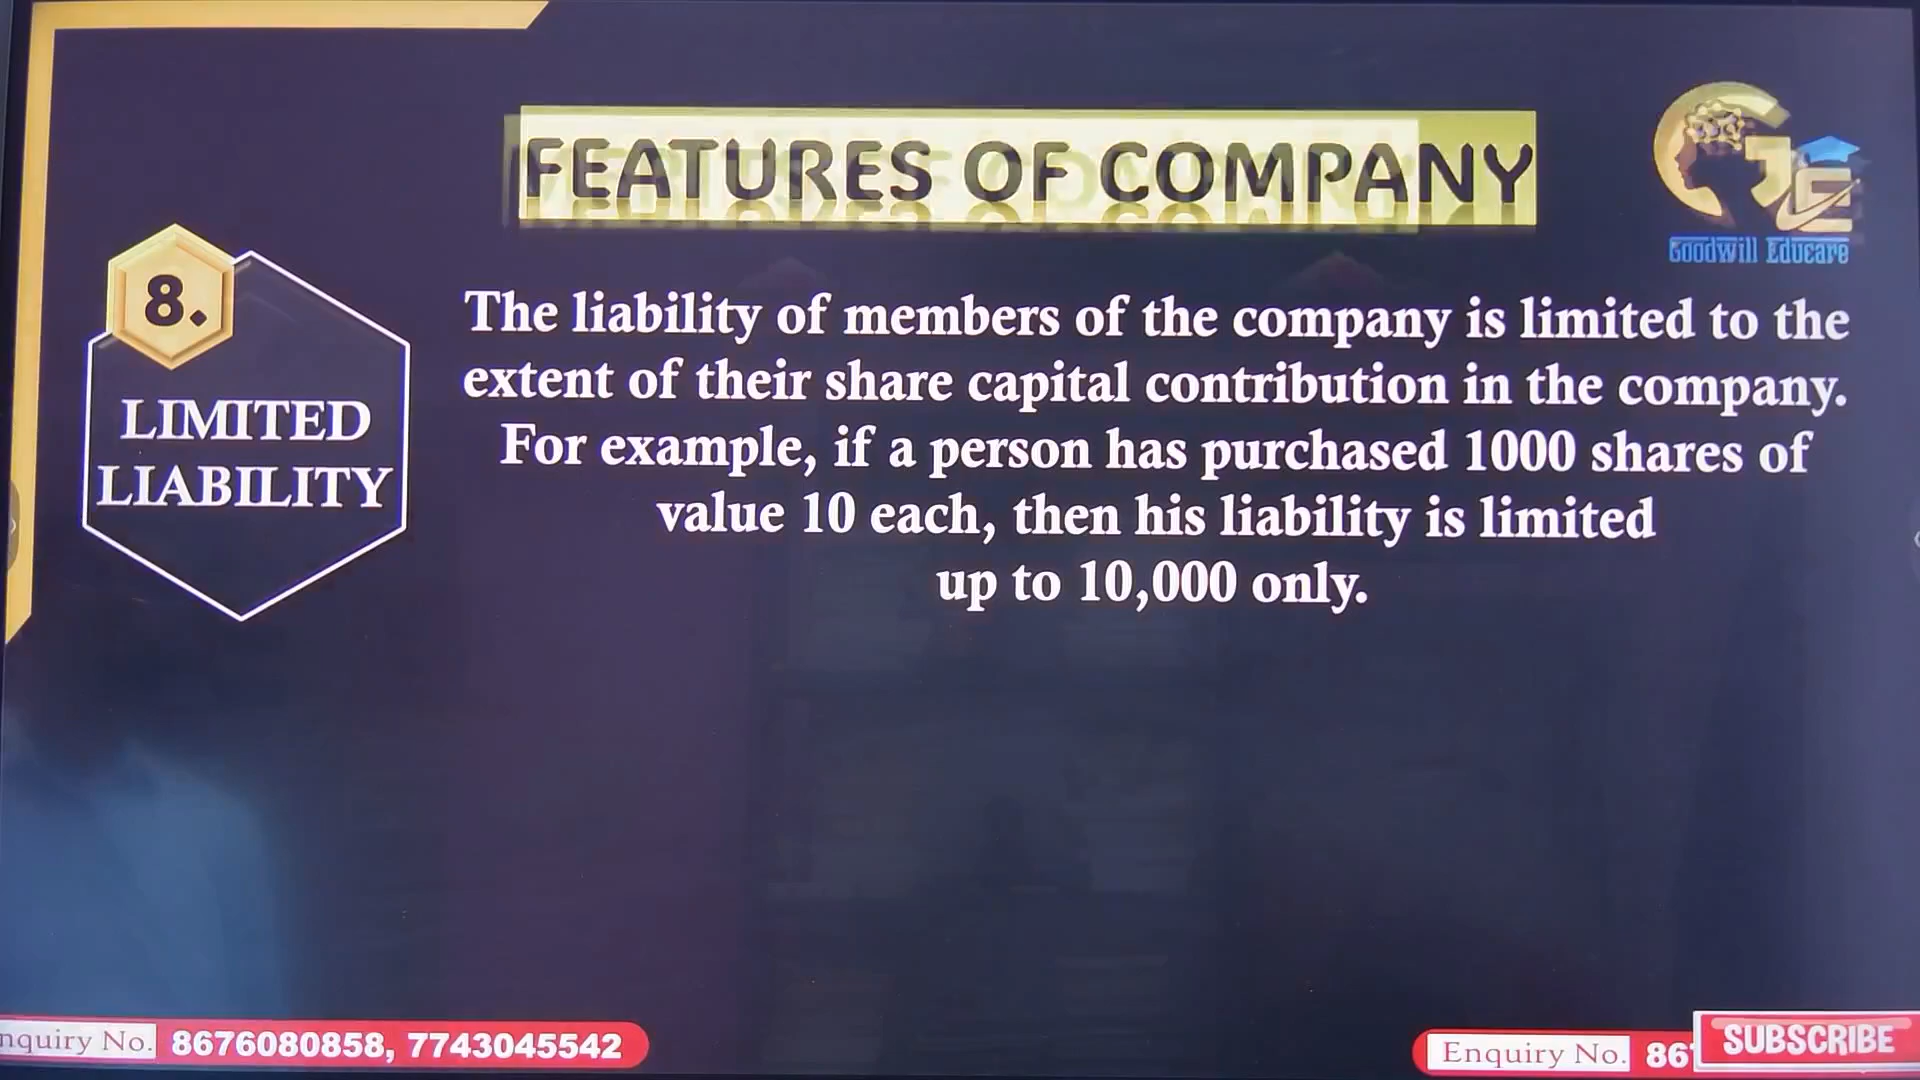 FEATURES OF COMPANY
Goodwill Educare
8.
LIMITED
LIABILITY
The liability of members of the company is limited to the
extent of their share capital contribution in the company.
For example, if a person has purchased 1000 shares of
value 10 each, then his liability is limited
up to 10,000 only.
nquiry No. 8676080858, 7743045542
Enquiry No. 86
SUBSCRIBE